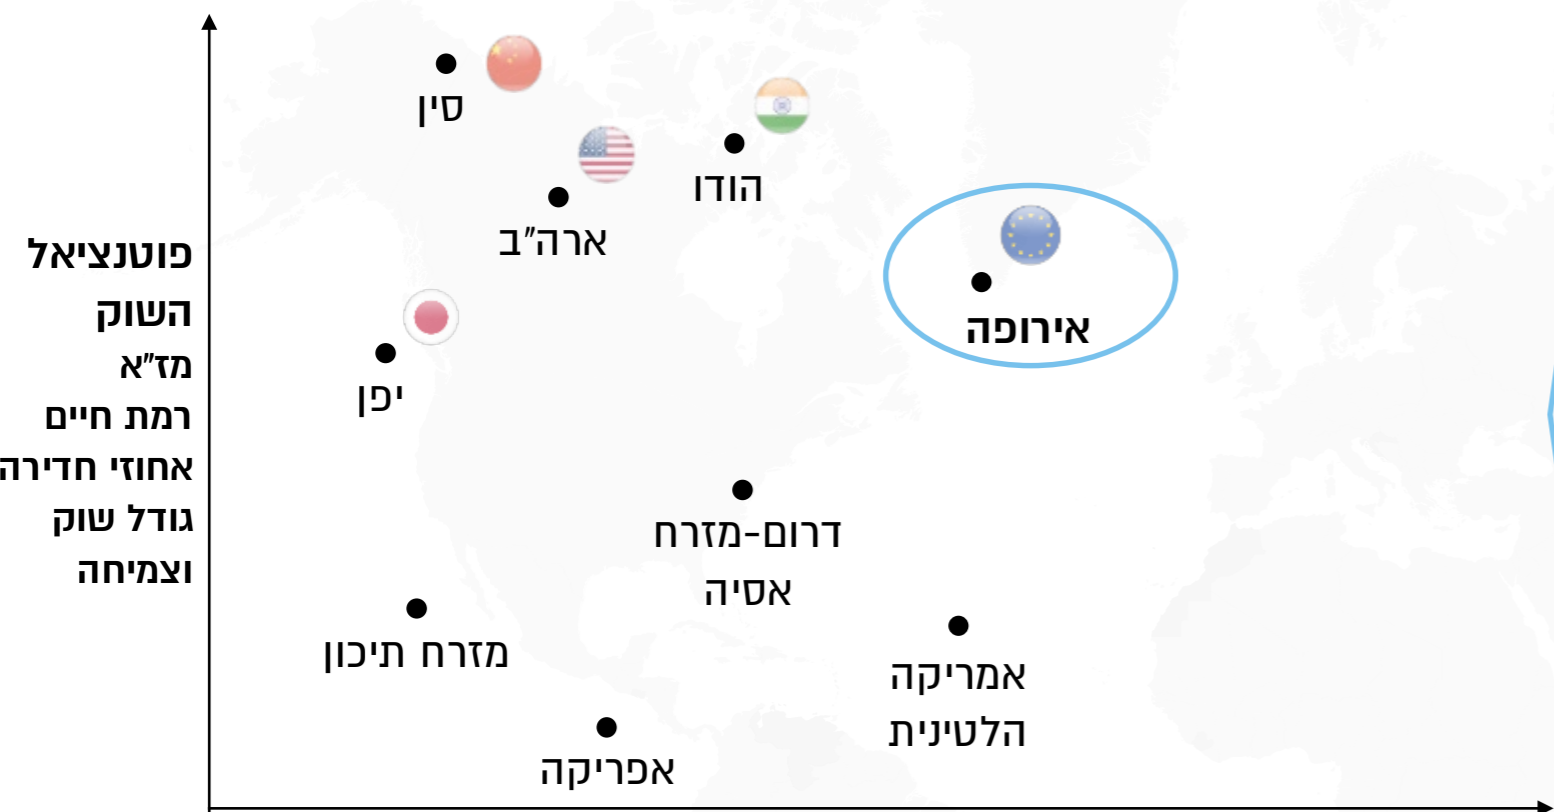 סין
הודו
ארה"ב
אירופה
יפן
פוטנציאל
השוק
מז"א
רמת חיים
אחוזי חדירה
גודל שוק
וצמיחה
דרום-מזרח
אסיה
מזרח תיכון
אמריקה
הלטינית
אפריקה